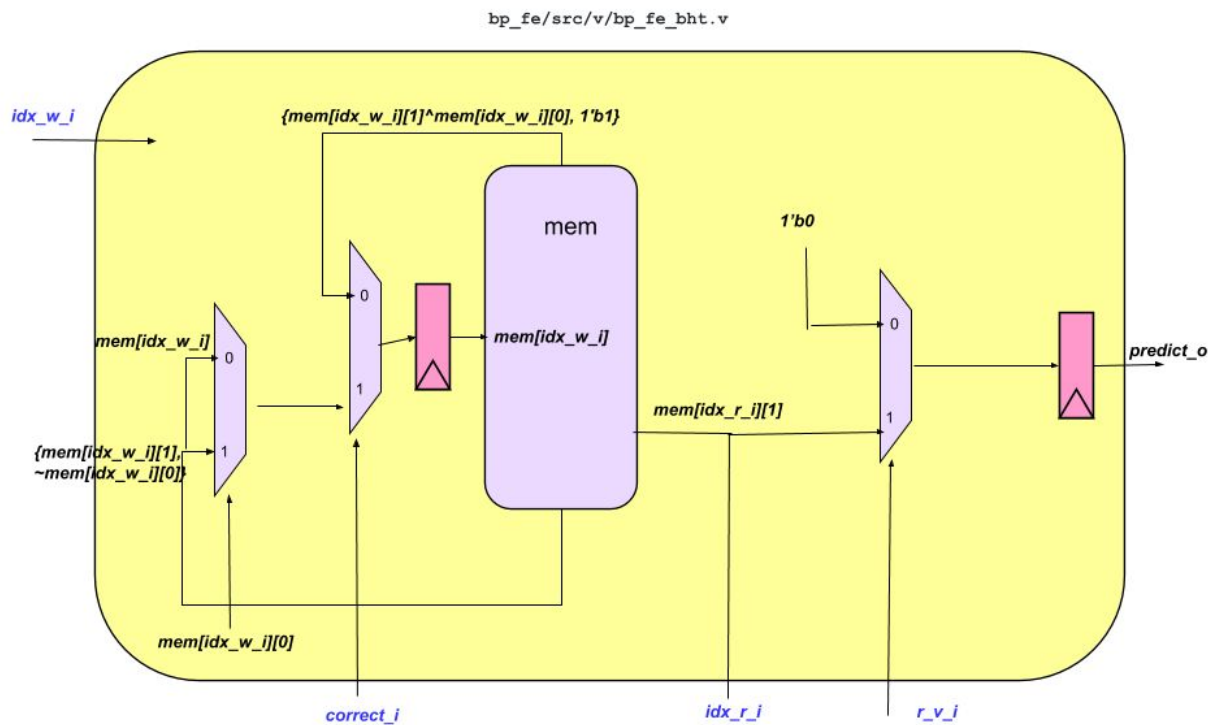 bp_fe/src/v/bp_fe_bht.v
idx_w_i
{mem[idx_w_i][1]^mem[idx_w_i][0], 1'b1}
mem
1’b0
0
0
mem[idx_w_i]
0
mem[idx_w_i]
predict_o
1
mem[idx_r_i][1]
1
{mem[idx_w_i][1],
~mem[idx_w_i][0]}
1
mem[idx_w_i][0]
correct_i
idx_r_i
r_v_i